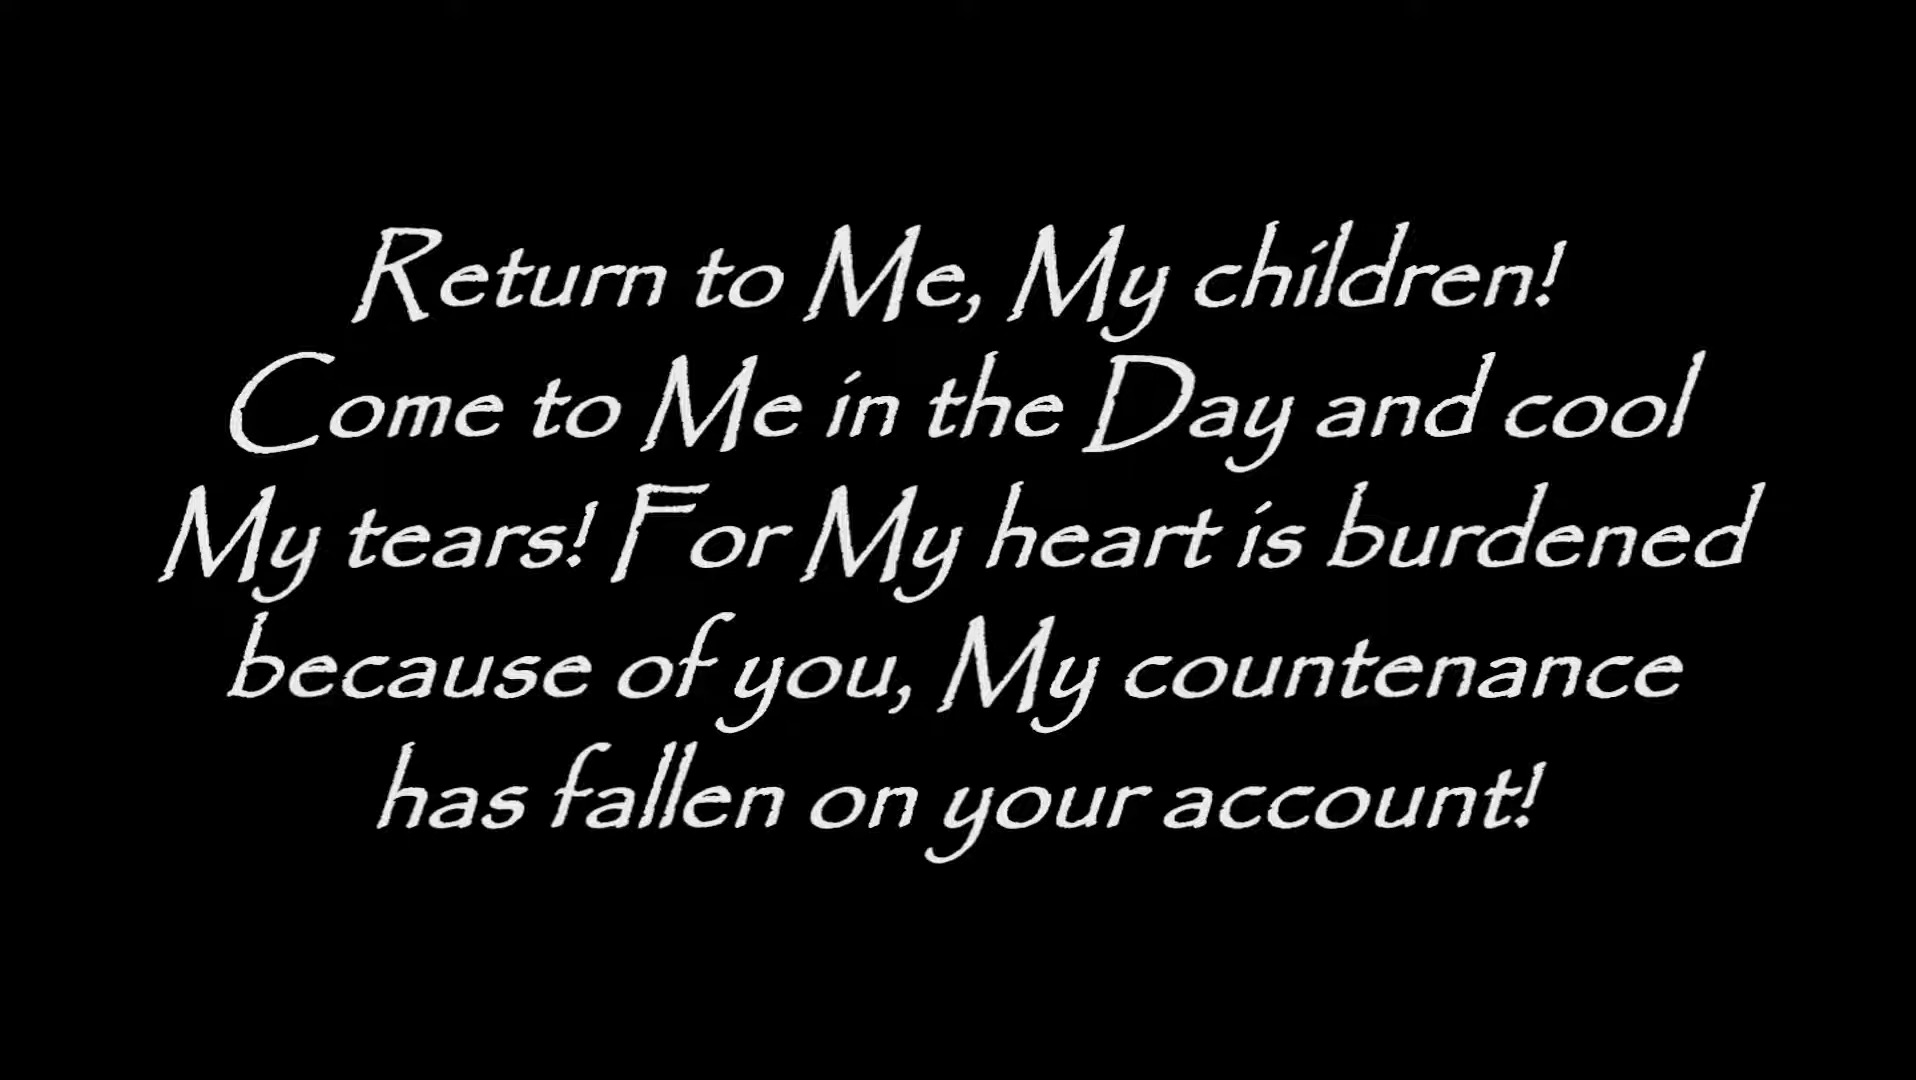 Return to Me, My children!
Come to Me in the Day and cool
My tears! For My heart is burdened
because of you, My countenance
has fallen on your account!